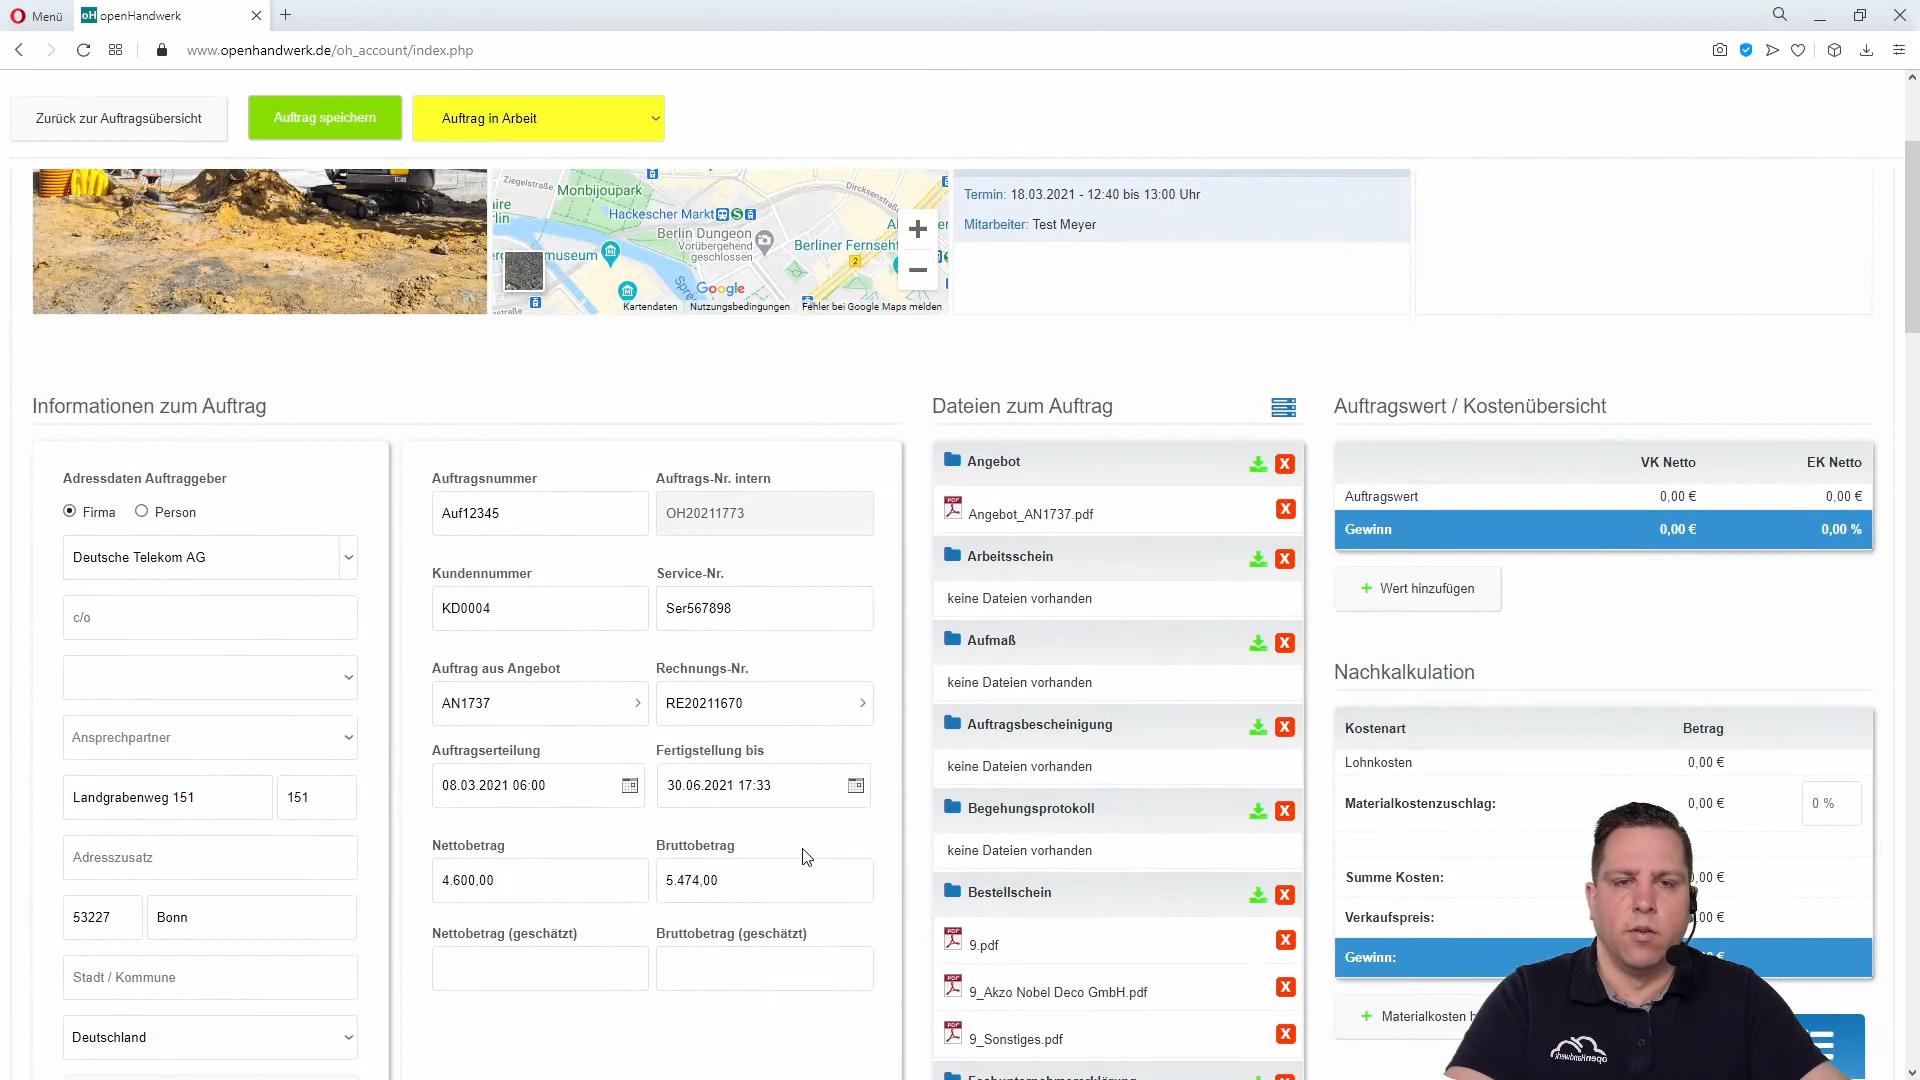 Menü
oH openHandwerk
www.openhandwerk.de/oh_account/index.php
Zurück zur Auftragsübersicht
Auftrag speichern
Auftrag in Arbeit
Ziegelstraße
Monbijoupark
Dircksenstraße
Hackescher Markt
Berlin Dungeon
Vorübergehend
geschlossen
Berliner Fernseh
museum
2
Google
Kartendaten
Nutzungsbedingungen
Fehler bei Google Maps melden
Termin: 18.03.2021 - 12:40 bis 13:00 Uhr
Mitarbeiter: Test Meyer
Informationen zum Auftrag
Adressdaten Auftraggeber
Firma
Person
Deutsche Telekom AG
c/o
Ansprechpartner
Landgrabenweg 151
151
Adresszusatz
53227
Bonn
Stadt / Kommune
Deutschland
Auftragsnummer
Auftrags-Nr. intern
Auf12345
OH20211773
Kundennummer
Service-Nr.
KD0004
Ser567898
Auftrag aus Angebot
Rechnungs-Nr.
AN1737
RE20211670
Auftragserteilung
Fertigstellung bis
08.03.2021 06:00
30.06.2021 17:33
Nettobetrag
Bruttobetrag
4.600,00
5.474,00
Nettobetrag (geschätzt)
Bruttobetrag (geschätzt)
Dateien zum Auftrag
Angebot
Angebot_AN1737.pdf
Arbeitsschein
keine Dateien vorhanden
Aufmaß
keine Dateien vorhanden
Auftragsbescheinigung
keine Dateien vorhanden
Begehungsprotokoll
keine Dateien vorhanden
Bestellschein
9.pdf
9_Akzo Nobel Deco GmbH.pdf
9_Sonstiges.pdf
Fachunternehmererklärung
Auftragswert / Kostenübersicht
VK Netto
EK Netto
Auftragswert
0,00 €
0,00 €
Gewinn
0,00 €
0,00 %
+ Wert hinzufügen
Nachkalkulation
Kostenart
Betrag
Lohnkosten
0,00 €
Materialkostenzuschlag:
0,00 €
0 %
Summe Kosten:
,00 €
Verkaufspreis:
00 €
Gewinn:
€
+ Materialkosten